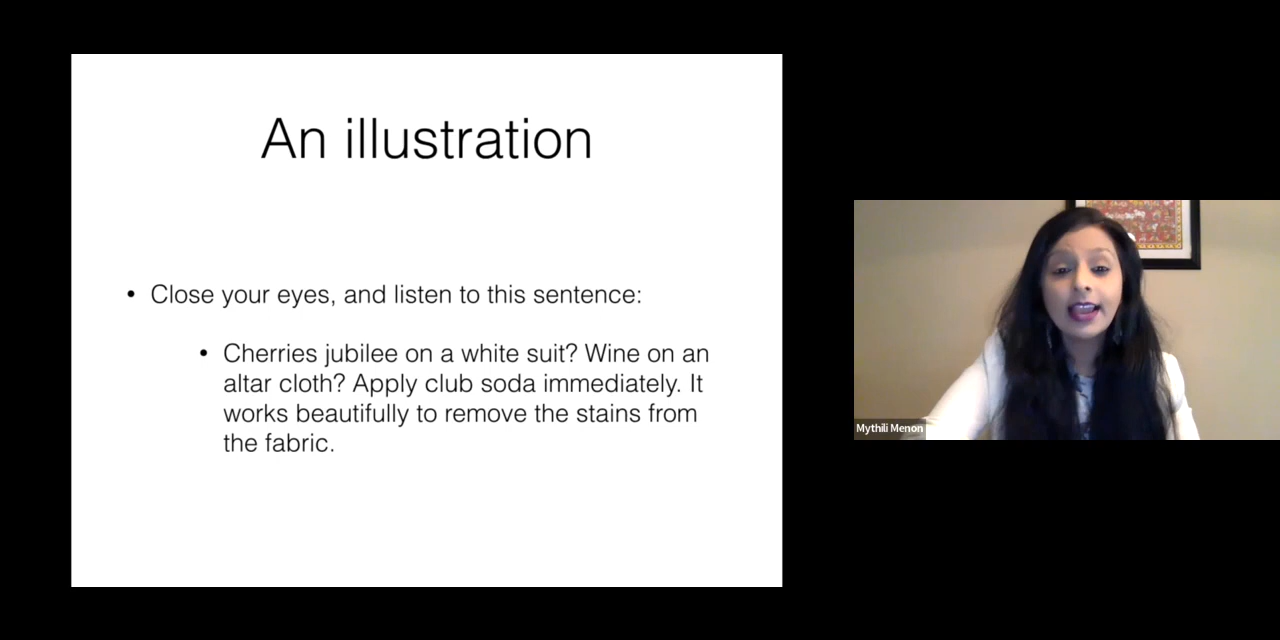 An illustration
• Close your eyes, and listen to this sentence:
• Cherries jubilee on a white suit? Wine on an
altar cloth? Apply club soda immediately. It
works beautifully to remove the stains from
the fabric.
Mythili Menon